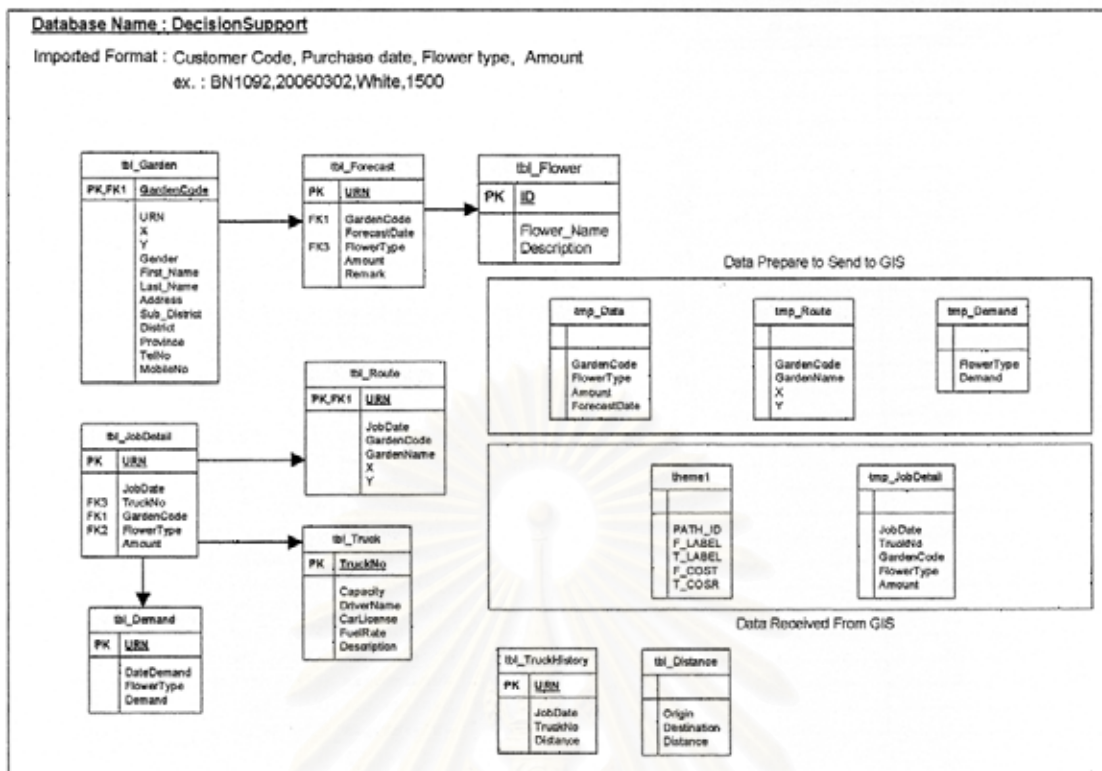 Database Name : DecisionSupport
Imported Format : Customer Code, Purchase date, Flower type, Amount
ex. : BN1092,20060302,White,1500
tbl_Garden
PK,FK1 GardenCode
URN
X
Y
Gender
First_Name
Last_Name
Address
Sub_District
District
Province
TelNo
MobileNo
tbl_Forecast
PK URN
FK1 GardenCode
ForecastDate
FK3 FlowerType
Amount
Remark
tbl_Flower
PK ID
Flower_Name
Description
Data Prepare to Send to GIS
tmp_Data
GardenCode
FlowerType
Amount
ForecastDate
tmp_Route
GardenCode
GardenName
X
Y
tmp_Demand
FlowerType
Demand
tbl_Route
PK,FK1 URN
JobDate
GardenCode
GardenName
X
Y
tbl_JobDetail
PK URN
JobDate
FK3 TruckNo
FK1 GardenCode
FK2 FlowerType
Amount
theme1
PATH_ID
F_LABEL
T_LABEL
T_COST
T_COSR
tmp_JobDetail
JobDate
TruckNo
GardenCode
FlowerType
Amount
Data Received From GIS
tbl_Truck
PK TruckNo
Capacity
DriverName
CarLicense
FuelRate
Description
tbl_Demand
PK URN
DateDemand
FlowerType
Demand
tbl_TruckHistory
PK URN
JobDate
TruckNo
Distance
tbl_Distance
Origin
Destination
Distance